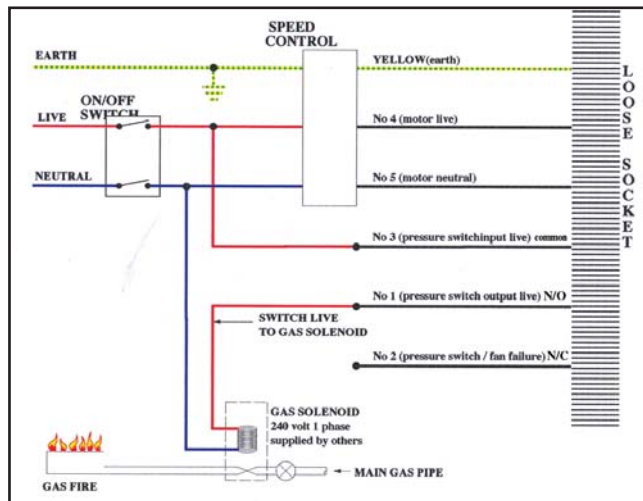 SPEED
CONTROL
EARTH
YELLOW(earth)
ON/OFF
SWITCH
LIVE
No 4 (motor live)
NEUTRAL
No 5 (motor neutral)
No 3 (pressure switchinput live) common
No 1 (pressure switch output live) N/O
SWITCH LIVE
TO GAS SOLENOID
No 2 (pressure switch / fan failure) N/C
GAS SOLENOID
240 volt 1 phase
supplied by others
MAIN GAS PIPE
GAS FIRE
LOOSE SOCKET